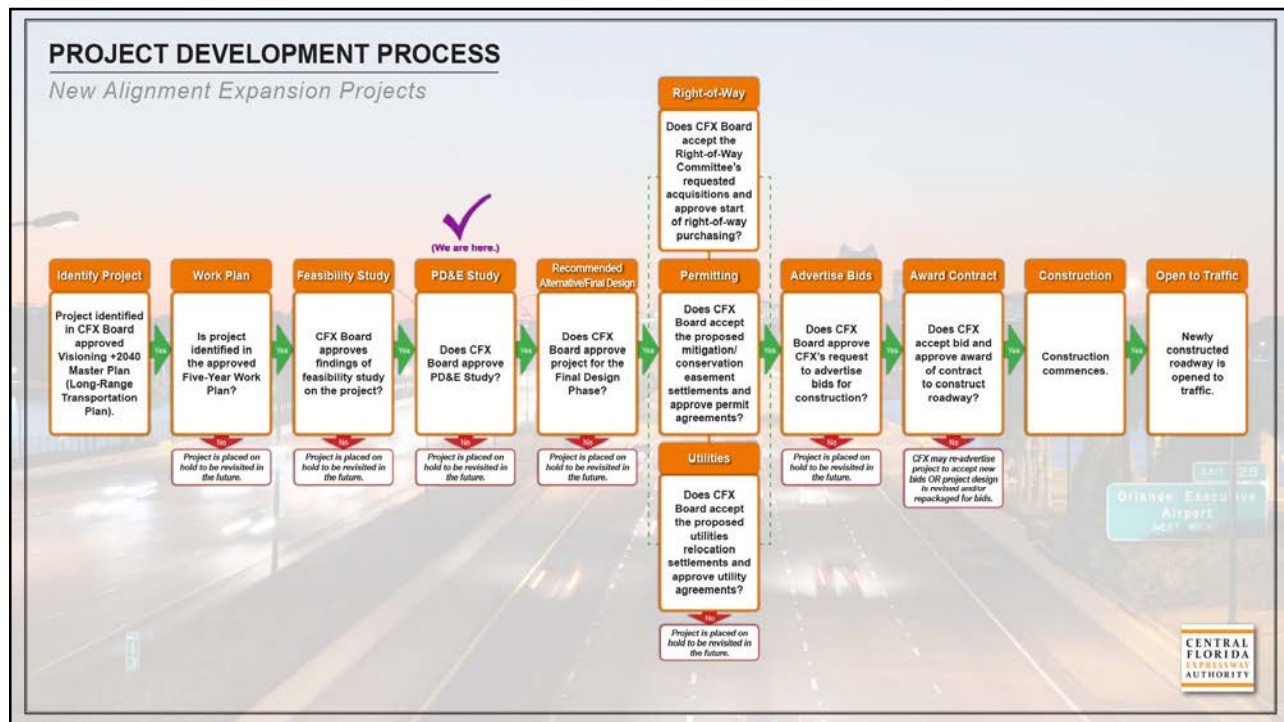 PROJECT DEVELOPMENT PROCESS
New Alignment Expansion Projects
Right-of-Way
Does CFX Board
accept the
Right-of-Way
Committee's
requested
acquisitions and
approve start
of right-of-way
purchasing?
(We are here.)
Identify Project
Project identified
in CFX Board
approved
Visioning +2040
Master Plan
(Long-Range
Transportation
Plan).
Yes
Work Plan
Is project
identified in
the approved
Five-Year Work
Plan?
No
Project is placed on
hold to be revisited in
the future.
Yes
Feasibility Study
CFX Board
approves
findings of
feasibility study
on the project?
No
Project is placed on
hold to be revisited in
the future.
Yes
PD&E Study
Does CFX
Board approve
PD&E Study?
No
Project is placed on
hold to be revisited in
the future.
Yes
Recommended
Alternative/Final Design
Does CFX
Board approve
project for the
Final Design
Phase?
No
Project is placed on
hold to be revisited in
the future.
Yes
Permitting
Does CFX
Board accept
the proposed
mitigation/
conservation
easement
settlements and
approve permit
agreements?
Utilities
Does CFX
Board accept
the proposed
utilities
relocation
settlements and
approve utility
agreements?
No
Project is placed on
hold to be revisited in
the future.
Yes
Advertise Bids
Does CFX
Board approve
CFX's request
to advertise
bids for
construction?
No
Project is placed on
hold to be revisited in
the future.
Yes
Award Contract
Does CFX
accept bid and
approve award
of contract
to construct
roadway?
No
CFX may re-advertise
project to accept new
bids OR project design
is revised and/or
repackaged for bids.
Yes
Construction
Construction
commences.
Yes
Open to Traffic
Newly
constructed
roadway is
opened to
traffic.
EXIT 28
Orlando Executive
Airport
NEXT RIGHT
CENTRAL
FLORIDA
EXPRESSWAY
AUTHORITY